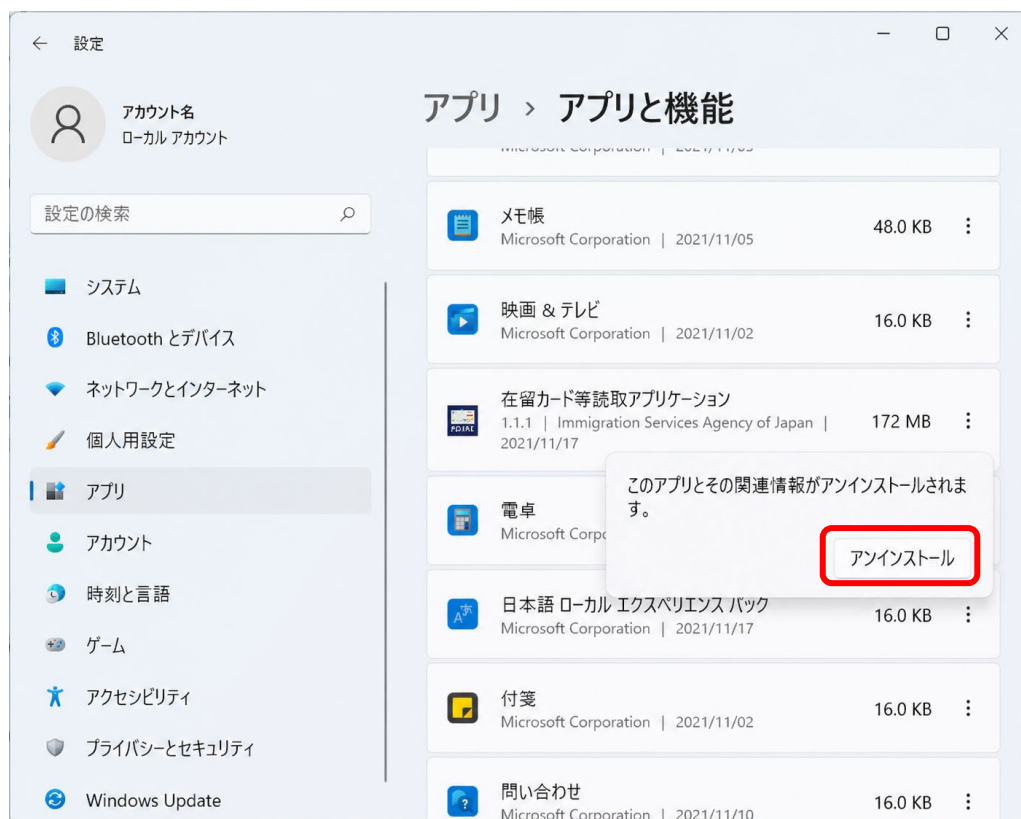 設定
アカウント名
ローカル アカウント
設定の検索
システム
Bluetooth とデバイス
ネットワークとインターネット
個人用設定
アプリ
アカウント
時刻と言語
ゲーム
アクセシビリティ
プライバシーとセキュリティ
Windows Update
アプリ › アプリと機能
Microsoft Corporation | 2021/11/05
メモ帳
Microsoft Corporation | 2021/11/05
48.0 KB
映画 & テレビ
Microsoft Corporation | 2021/11/02
16.0 KB
在留カード等読取アプリケーション
1.1.1 | Immigration Services Agency of Japan |
2021/11/17
172 MB
このアプリとその関連情報がアンインストールされま
す。
アンインストール
電卓
Microsoft Corpo
日本語 ローカル エクスペリエンス パック
Microsoft Corporation | 2021/11/17
16.0 KB
付箋
Microsoft Corporation | 2021/11/02
16.0 KB
問い合わせ
Microsoft Corporation | 2021/11/10
16.0 KB